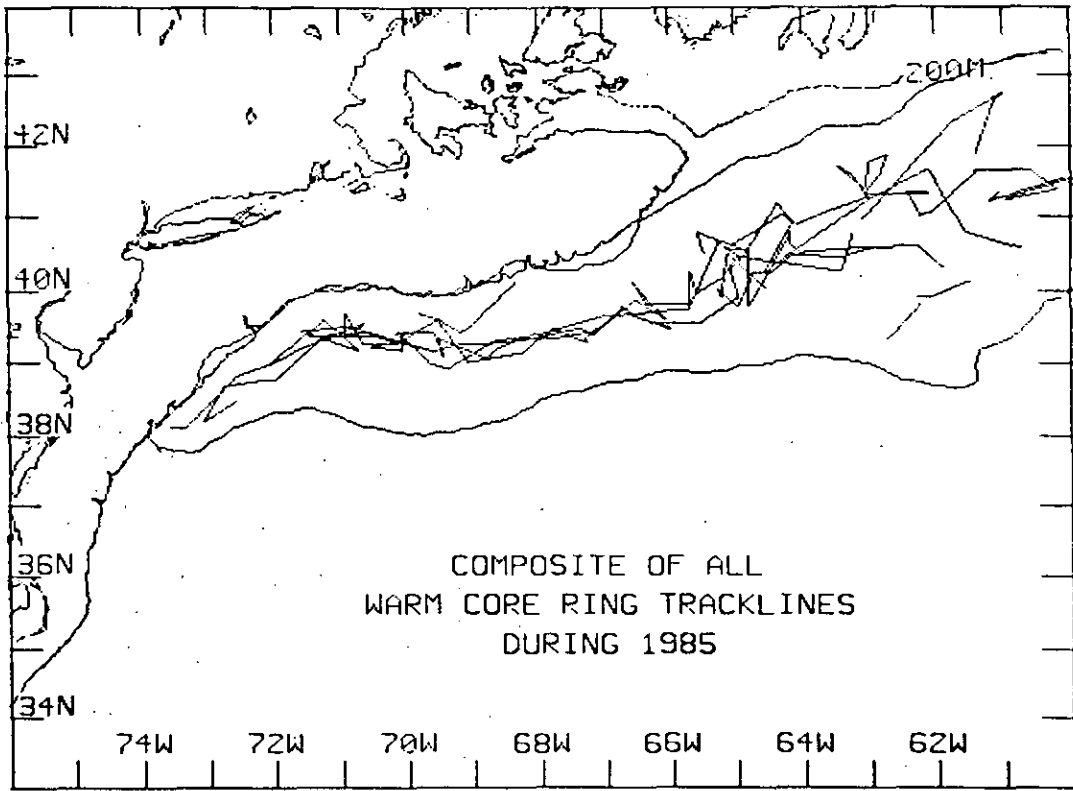 200M
42N
40N
38N
36N
COMPOSITE OF ALL
WARM CORE RING TRACKLINES
DURING 1985
34N
74W 72W 70W 68W 66W 64W 62W